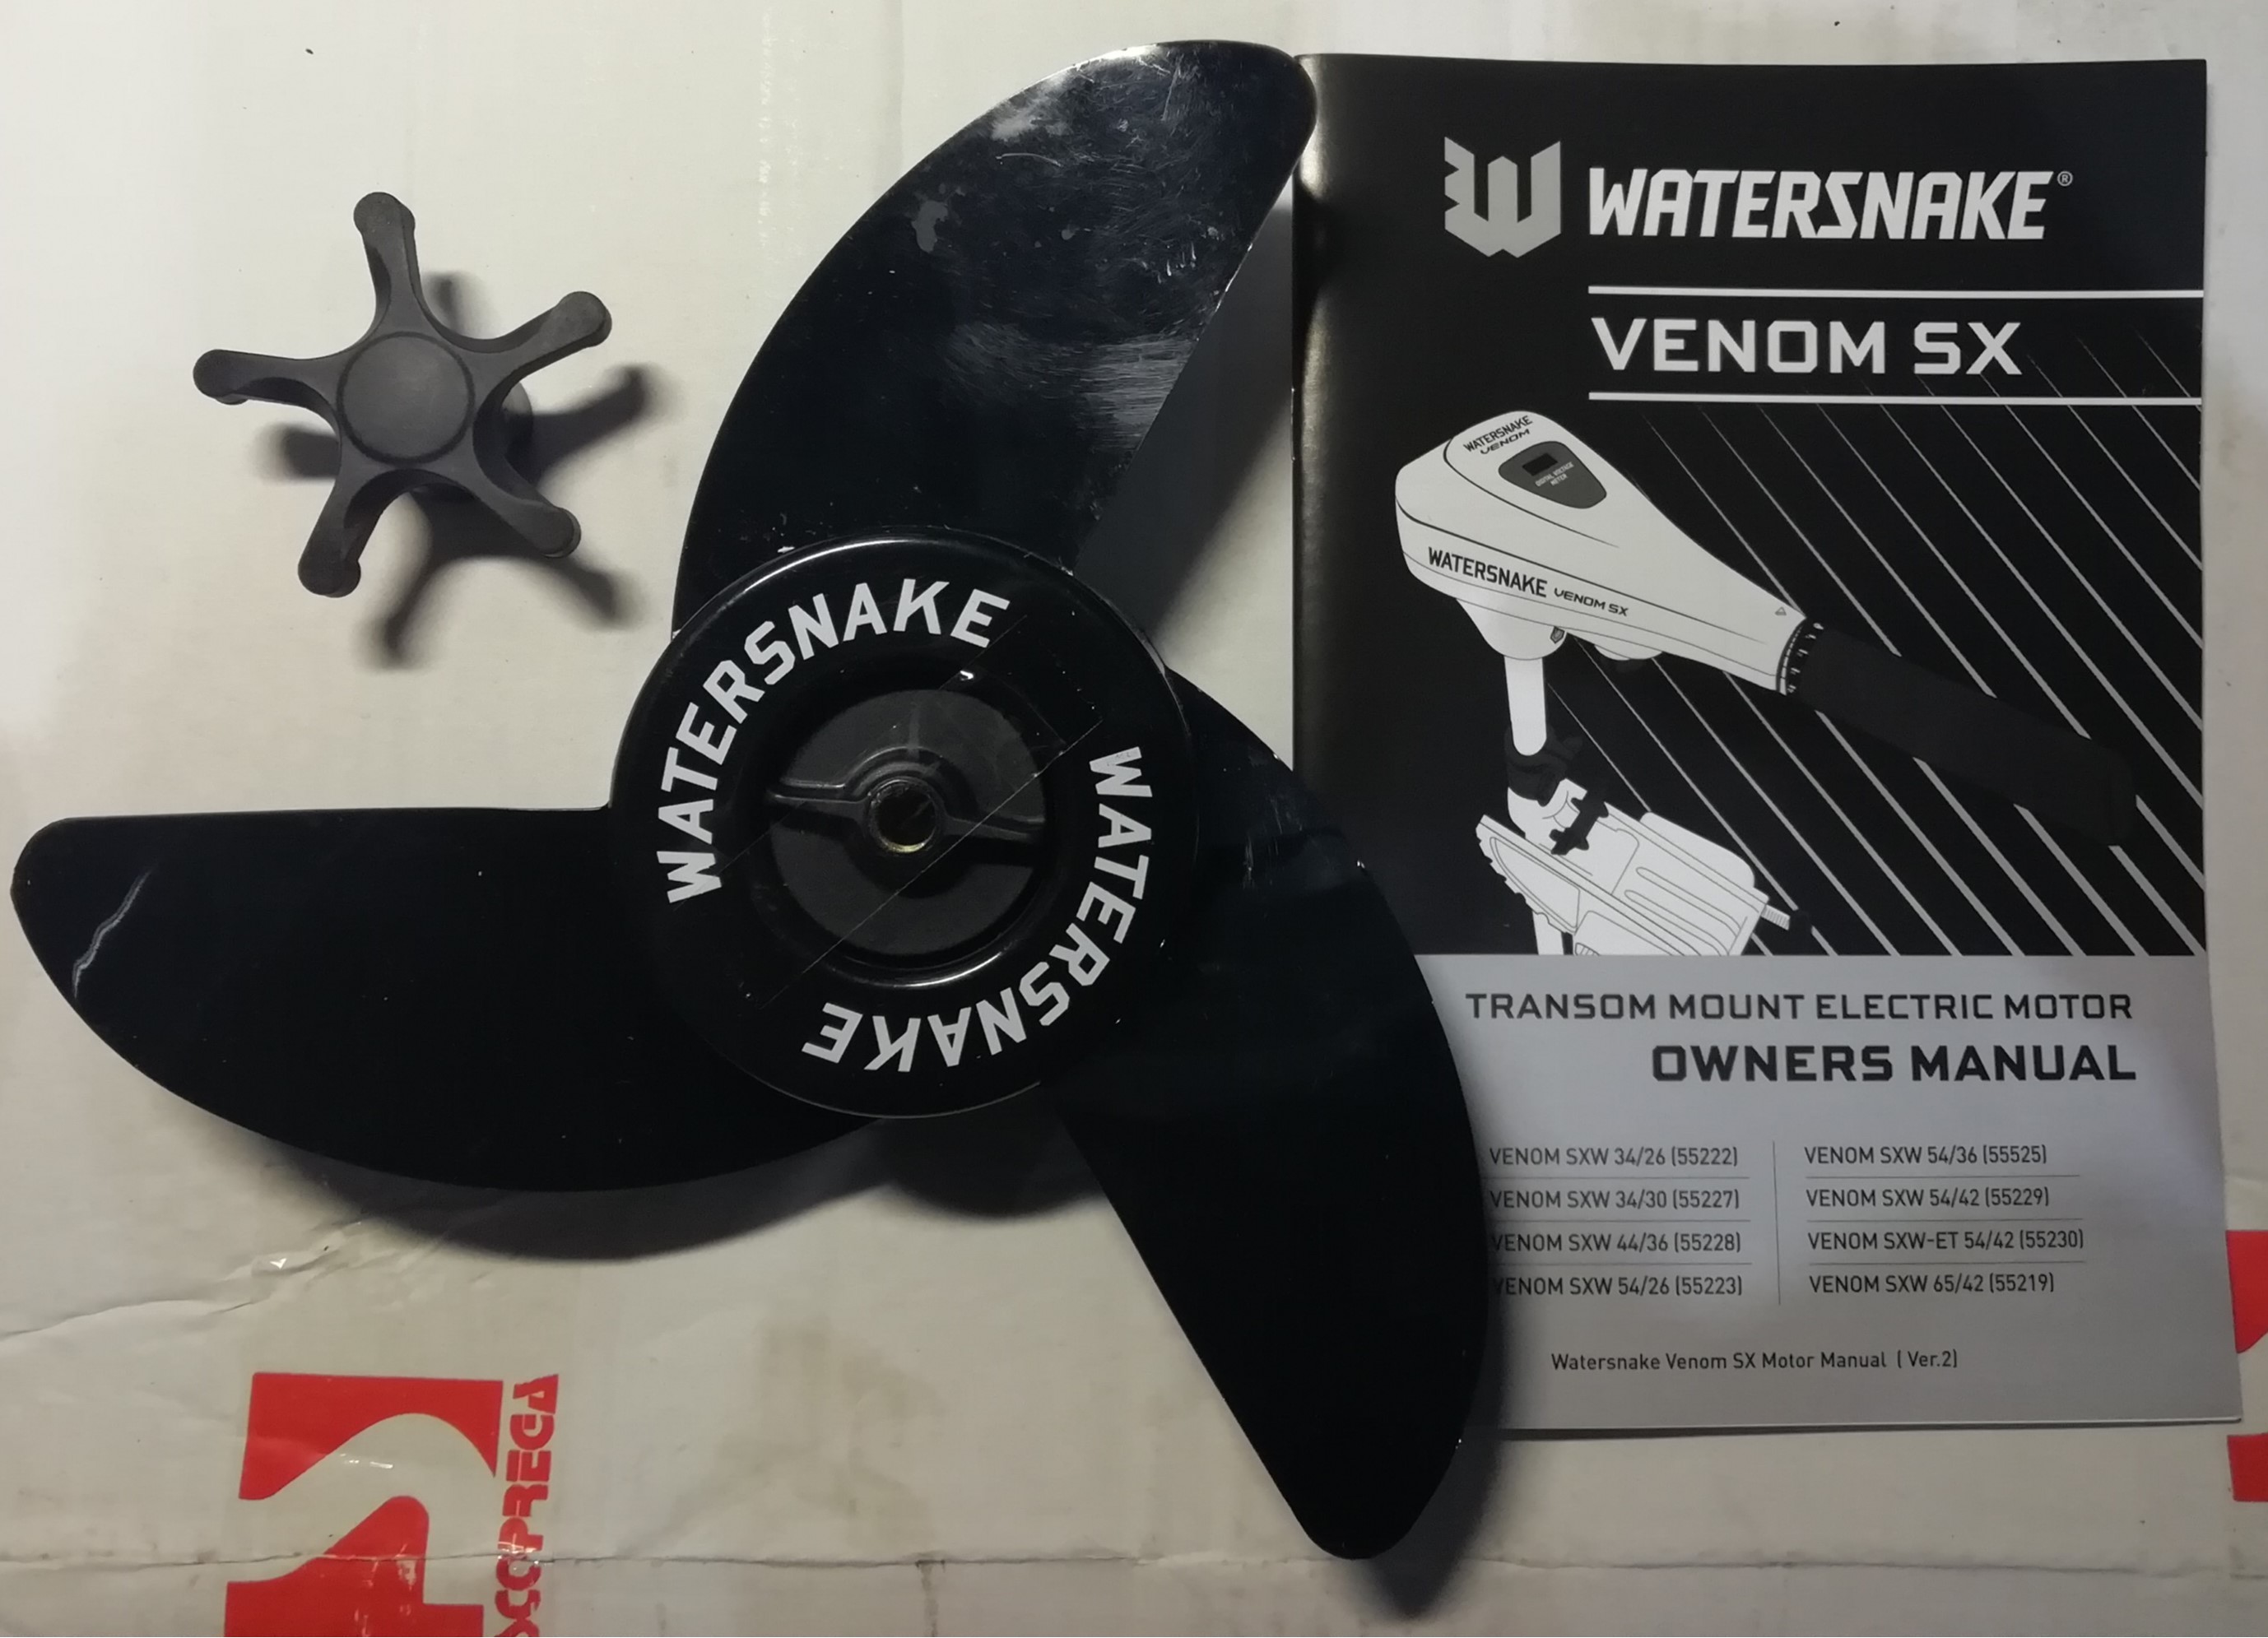 WATERSNAKE
WATERSNAKE
WATERSNAKE®
VENOM SX
WATERSNAKE
VENOM
DIGITAL VOLTAGE
METER
WATERSNAKE VENOM SX
TRANSOM MOUNT ELECTRIC MOTOR
OWNERS MANUAL
VENOM SXW 34/26 (55222)
VENOM SXW 34/30 (55227)
VENOM SXW 44/36 (55228)
VENOM SXW 54/26 (55223)
VENOM SXW 54/36 (55525)
VENOM SXW 54/42 (55229)
VENOM SXW-ET 54/42 (55230)
VENOM SXW 65/42 (55219)
Watersnake Venom SX Motor Manual ( Ver.2)